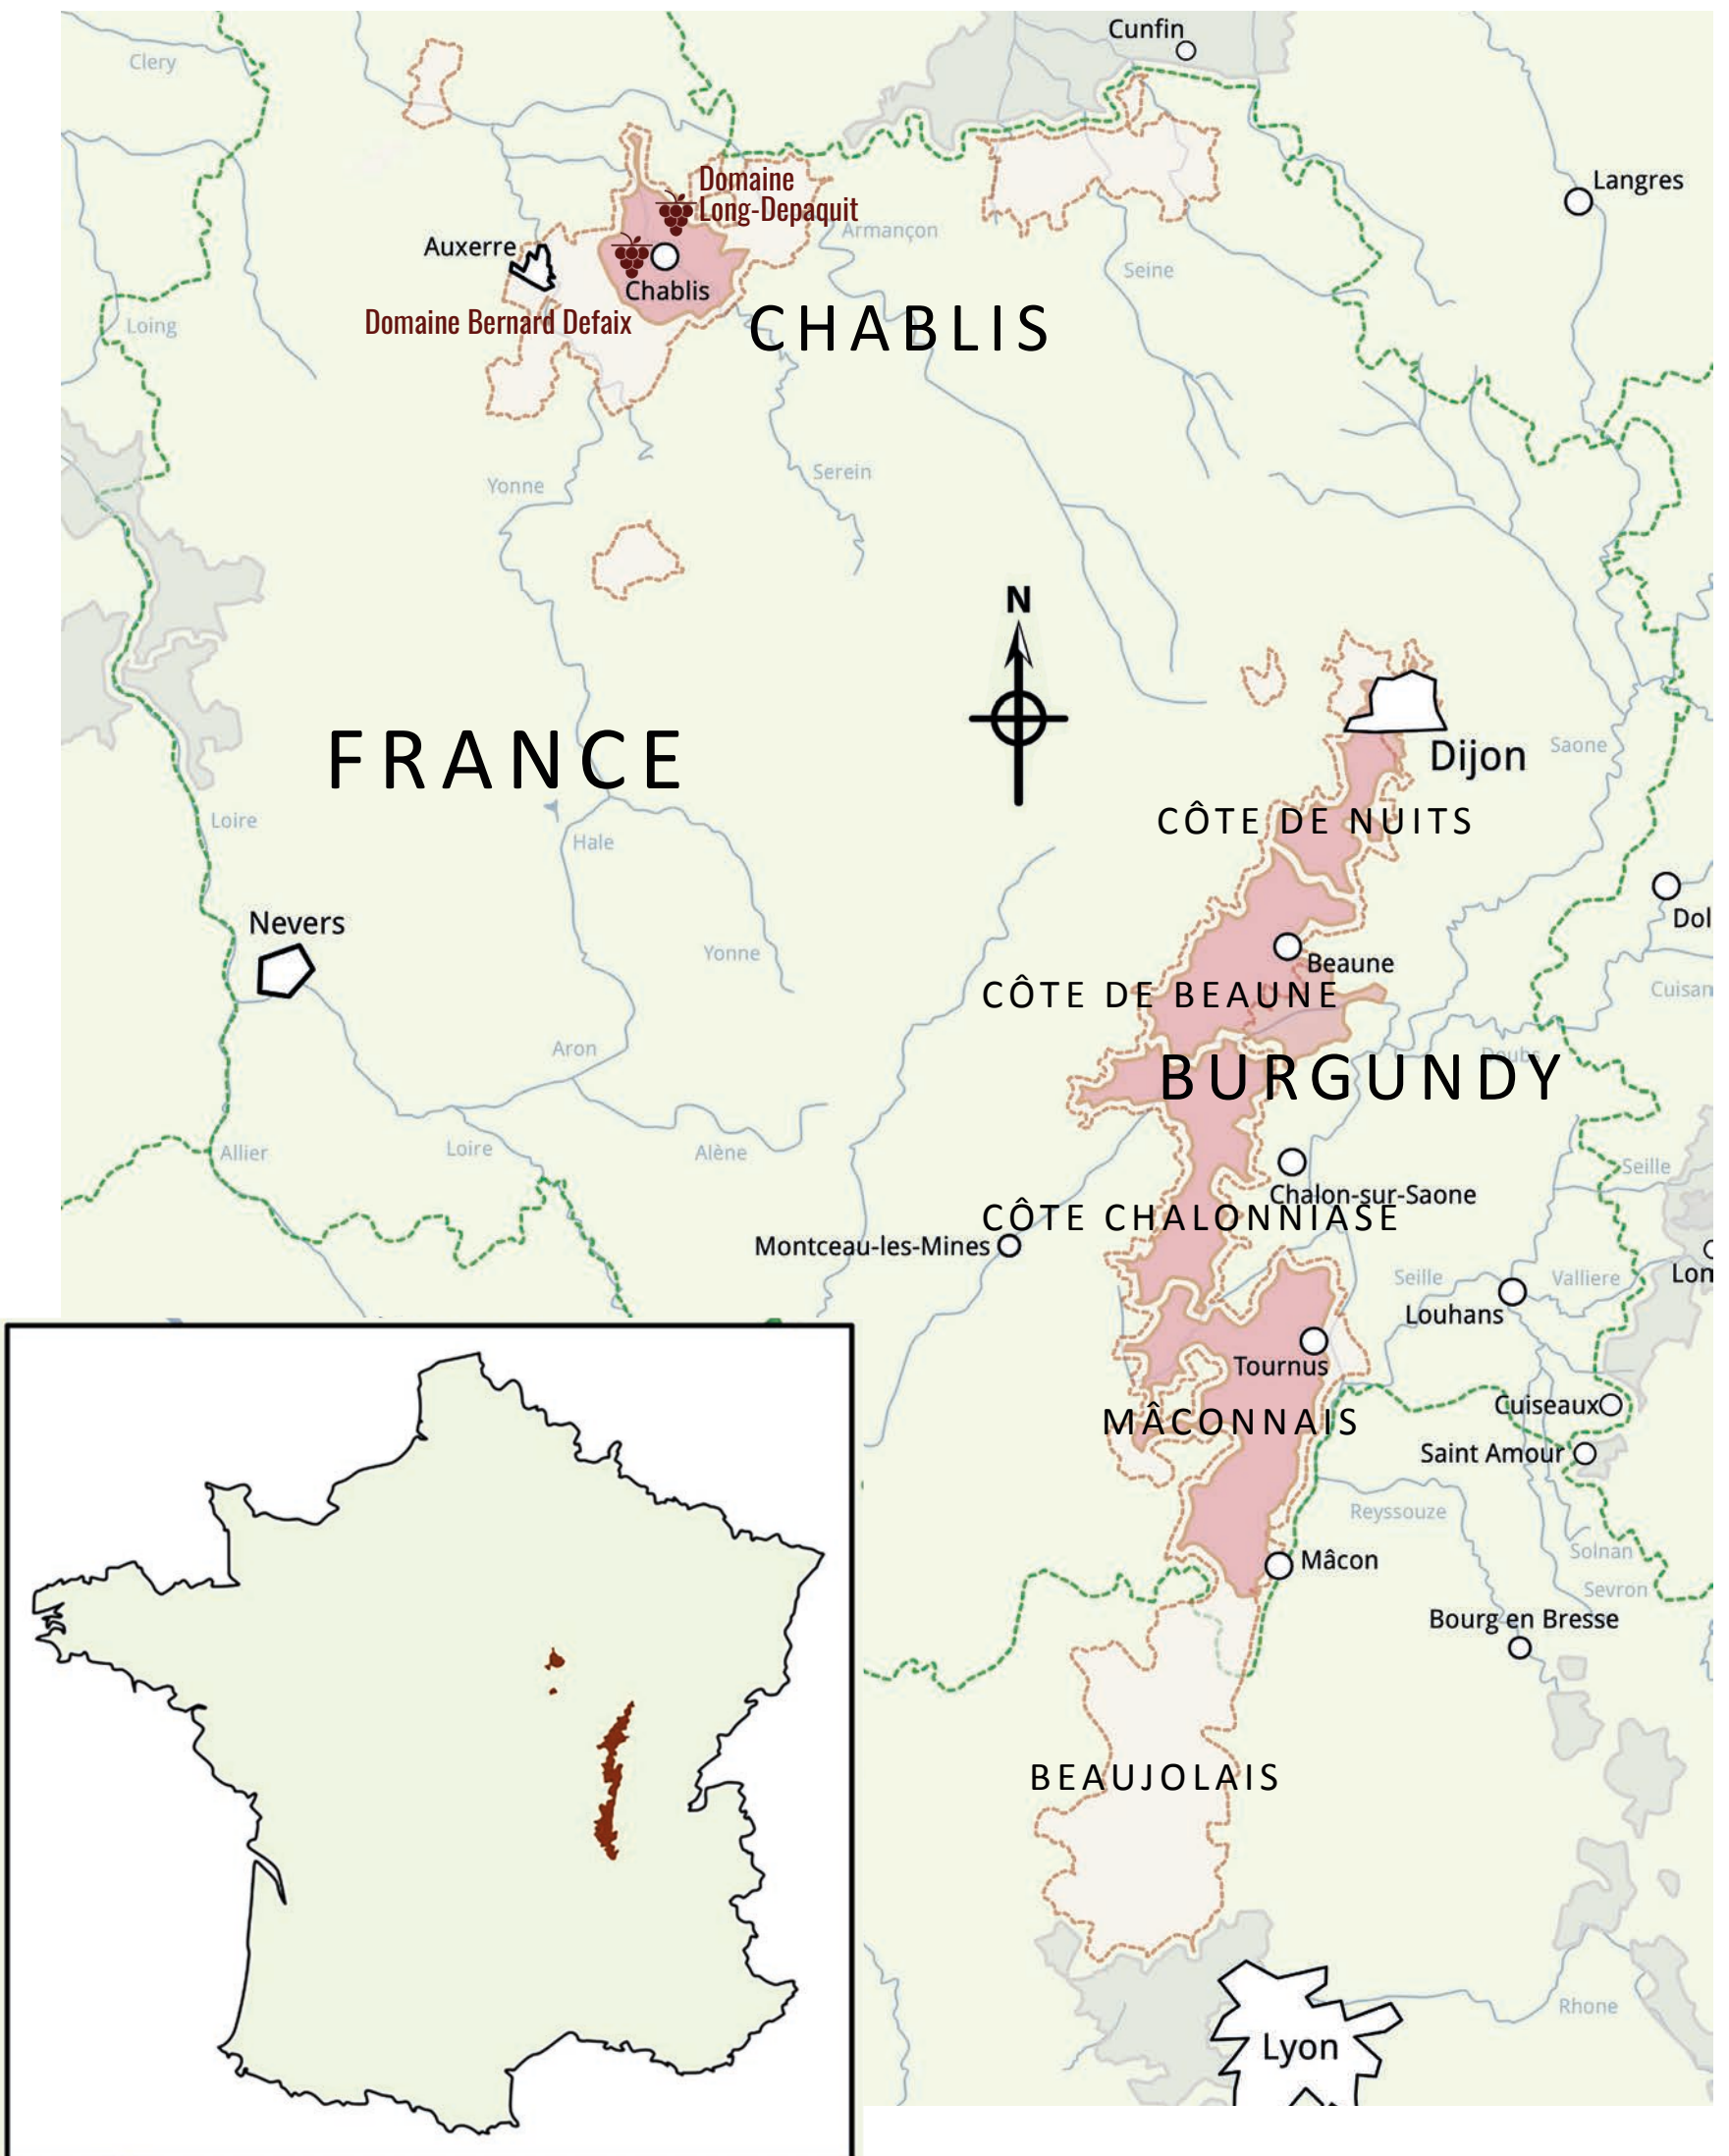 Cunfin
Clery
Langres
Domaine
Long-Depaquit
Armançon
Auxerre
Seine
Chablis
Domaine Bernard Defaix
CHABLIS
Loing
Yonne
Serein
N
FRANCE
Dijon
Saone
CÔTE DE NUITS
Loire
Hale
Nevers
Dol
Yonne
Beaune
CÔTE DE BEAUNE
Cuisan
Aron
Doubs
BURGUNDY
Allier
Loire
Alène
Seille
Chalon-sur-Saone
CÔTE CHALONNIASE
Montceau-les-Mines
Seille
Valliere
Lon
Louhans
Tournus
Cuiseaux
MÂCONNAIS
Saint Amour
Reyssouze
Mâcon
Solnan
Sevron
Bourg en Bresse
BEAUJOLAIS
Rhone
Lyon